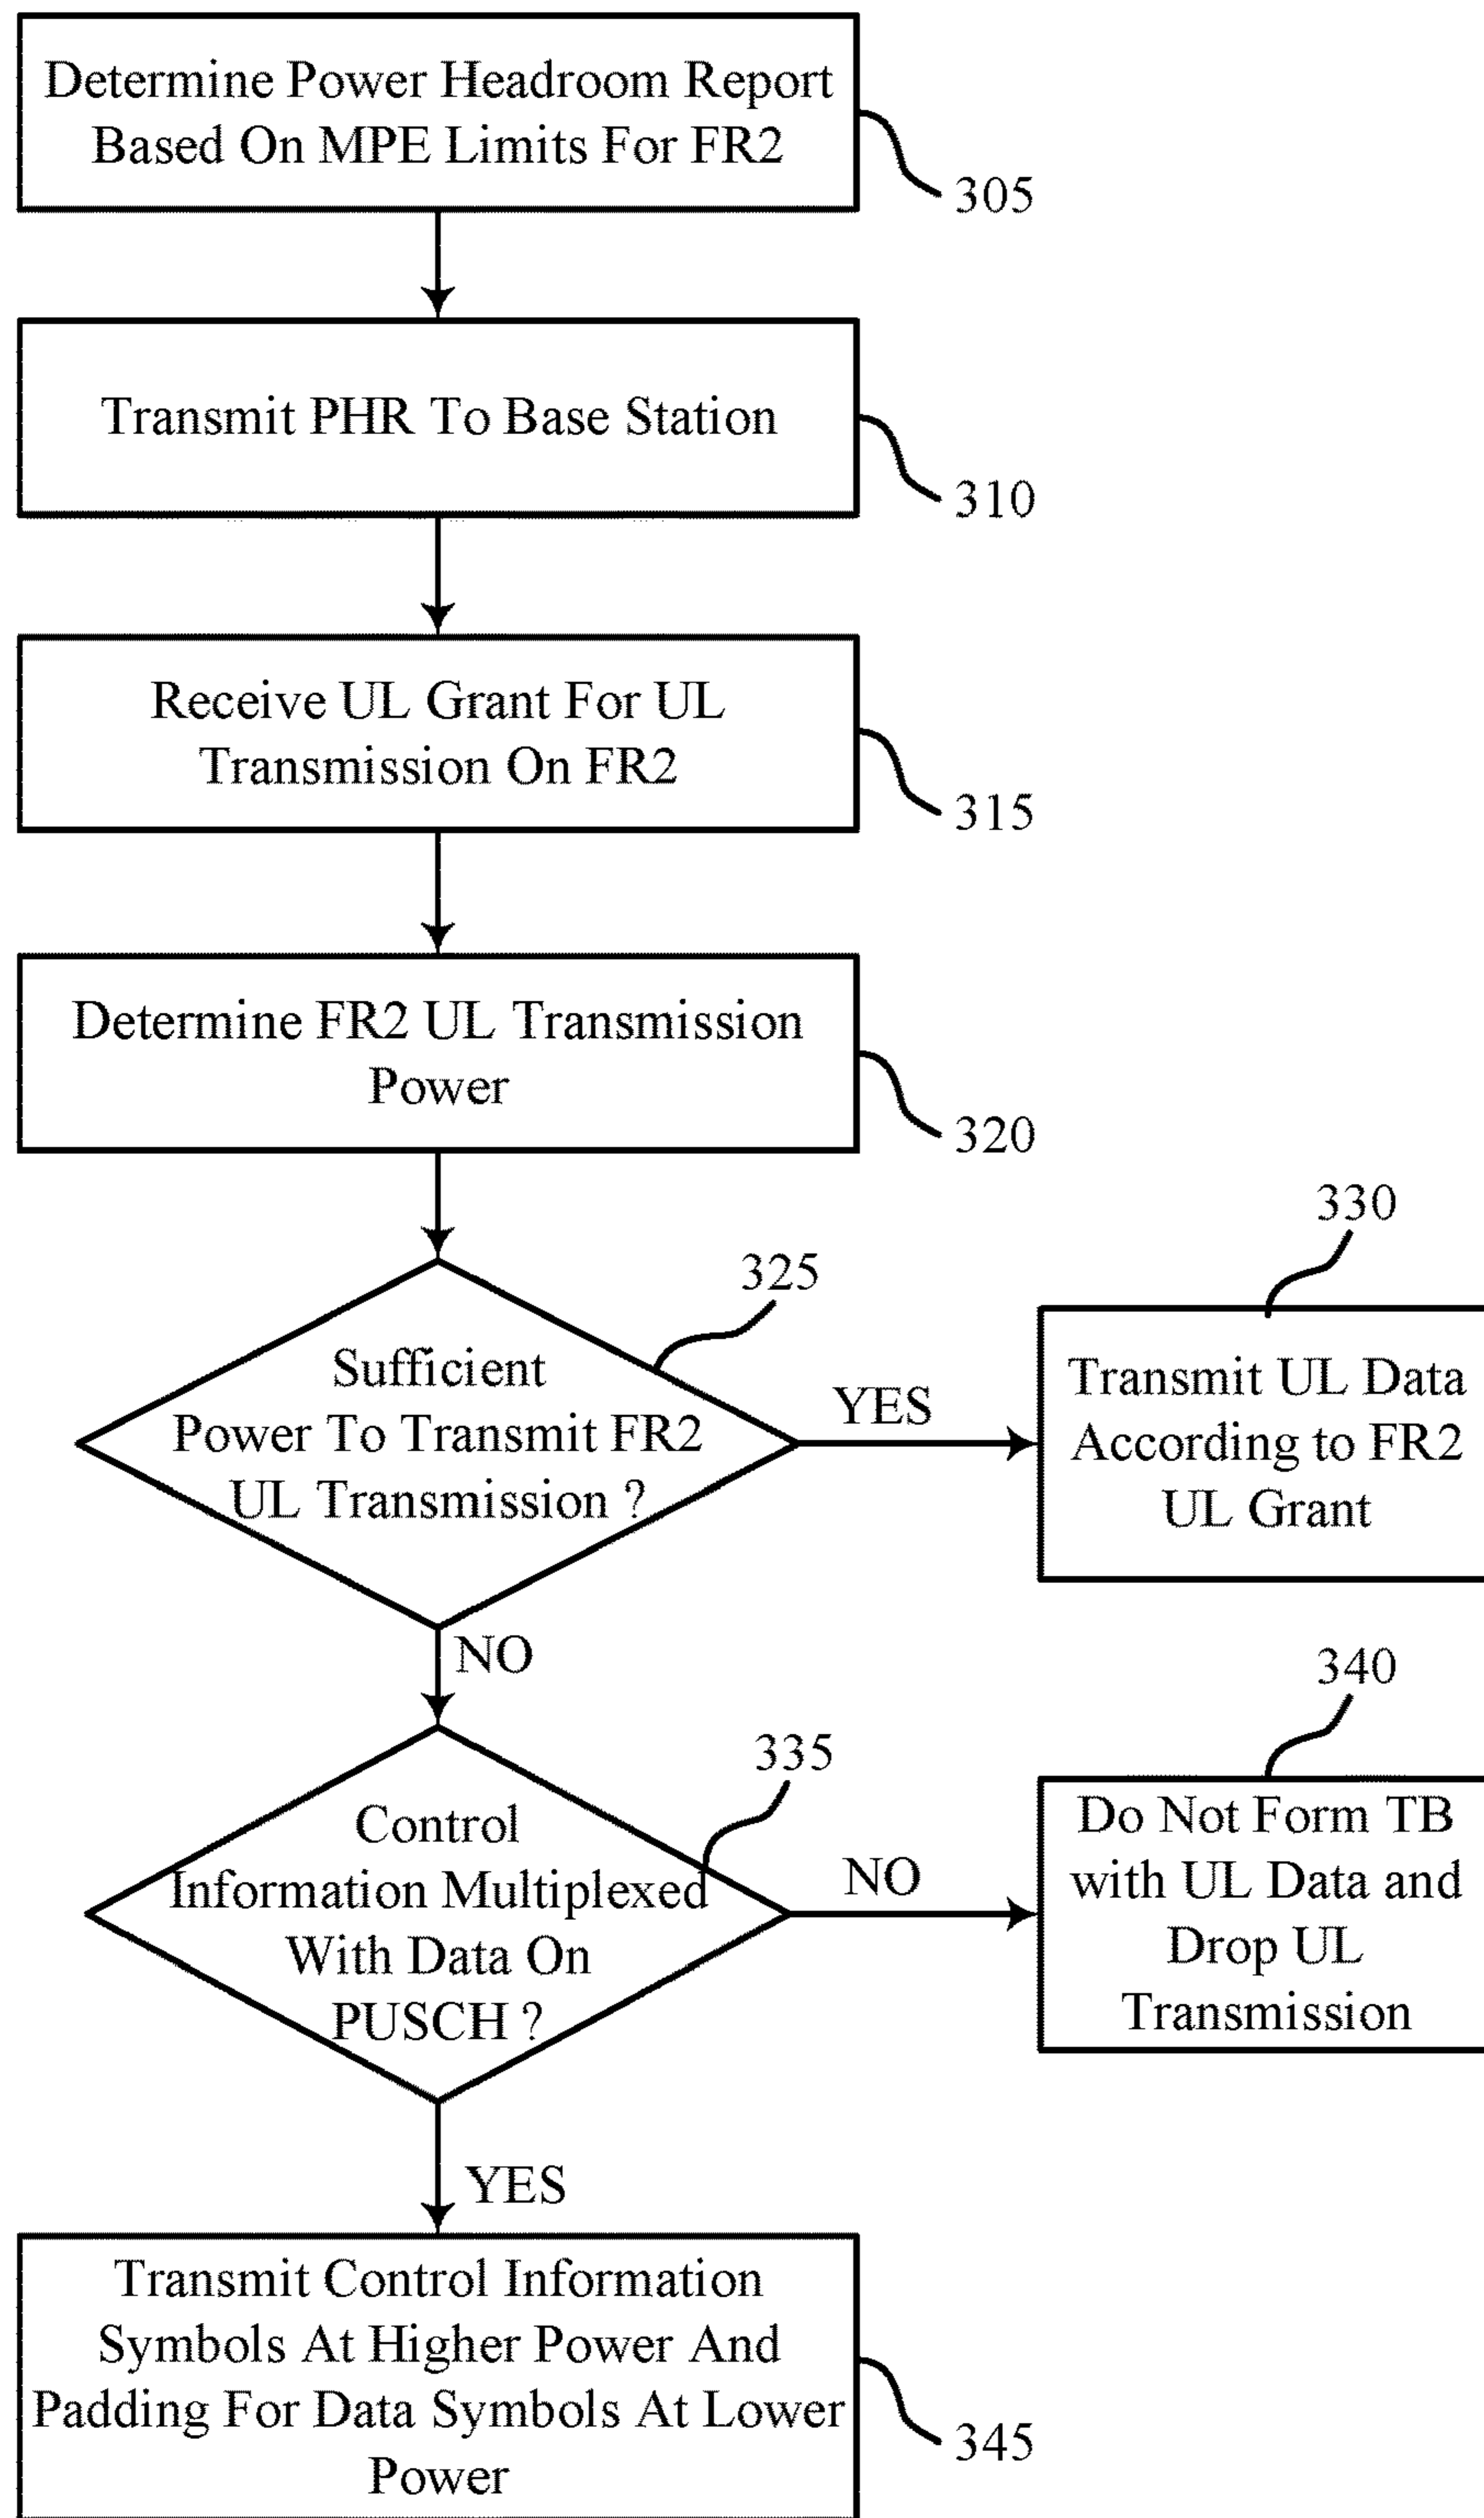 Determine Power Headroom Report
Based On MPE Limits For FR2
305
Transmit PHR To Base Station
310
Receive UL Grant For UL
Transmission On FR2
315
Determine FR2 UL Transmission
Power
320
325
330
Sufficient
Power To Transmit FR2
UL Transmission ?
YES
Transmit UL Data
According to FR2
UL Grant
NO
335
340
Control
Information Multiplexed
With Data On
PUSCH ?
NO
Do Not Form TB
with UL Data and
Drop UL
Transmission
YES
Transmit Control Information
Symbols At Higher Power And
Padding For Data Symbols At Lower
Power
345